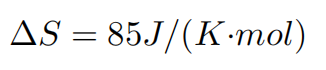 ΔS = 85J/(K·mol)